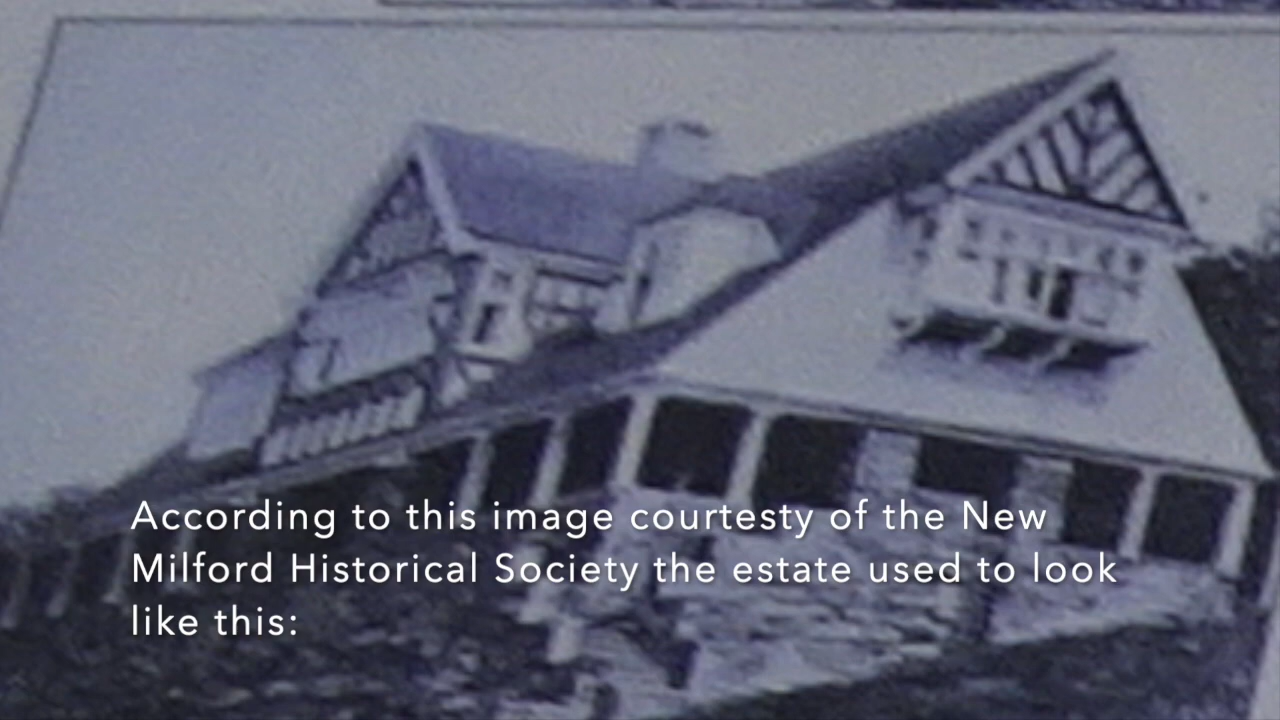 According to this image courtesty of the New
Milford Historical Society the estate used to look
like this: